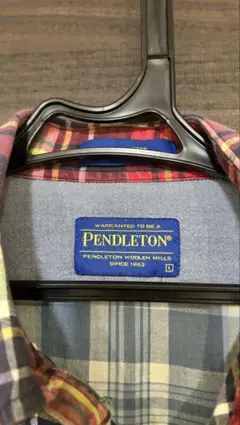 WARRANTED TO BE A
PENDLETON®
PENDLETON WOOLEN MILLS
SINCE 1863
L